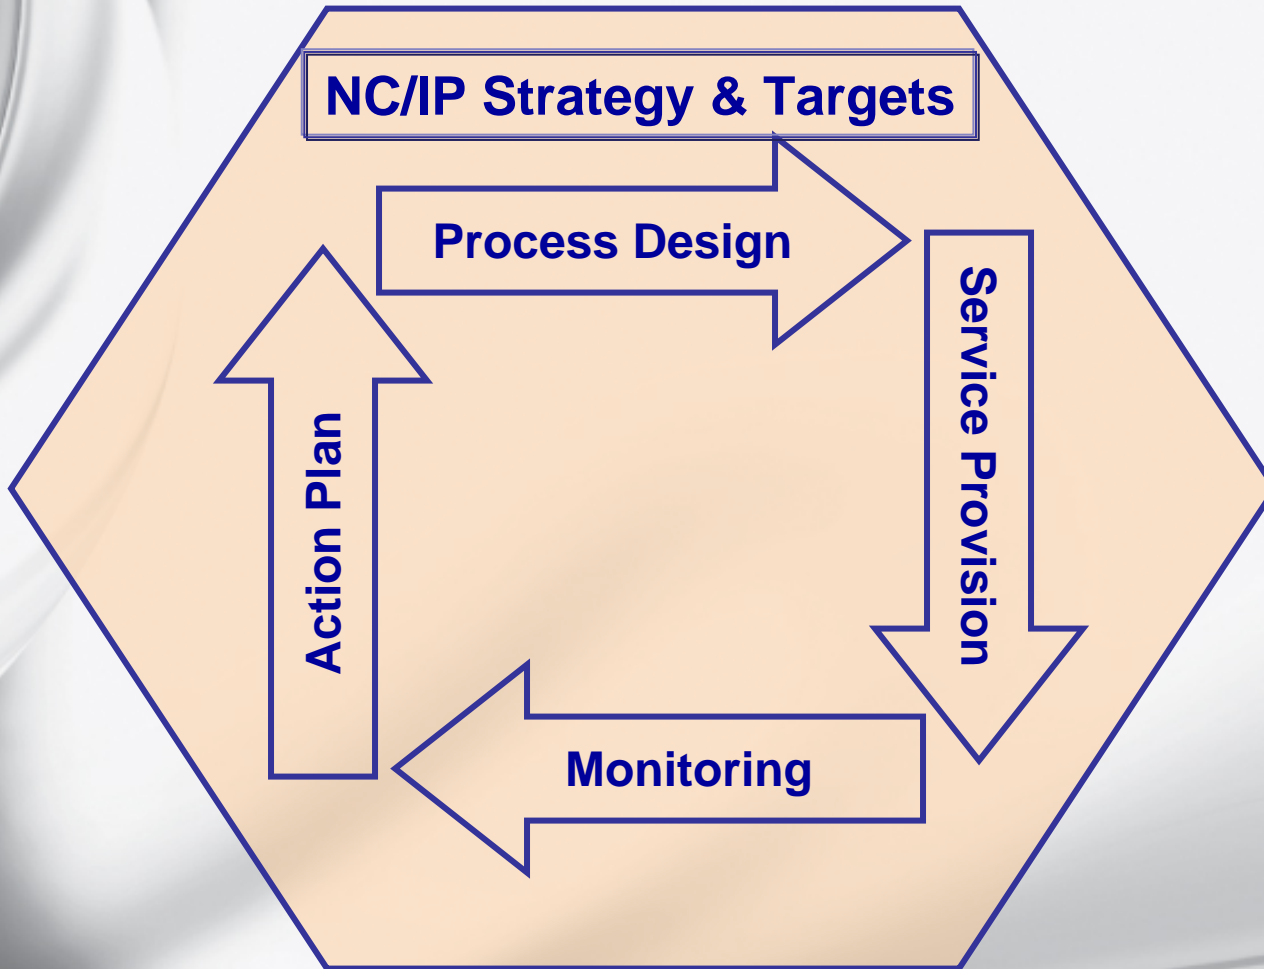 NC/IP Strategy & Targets
Process Design
Service Provision
Monitoring
Action Plan